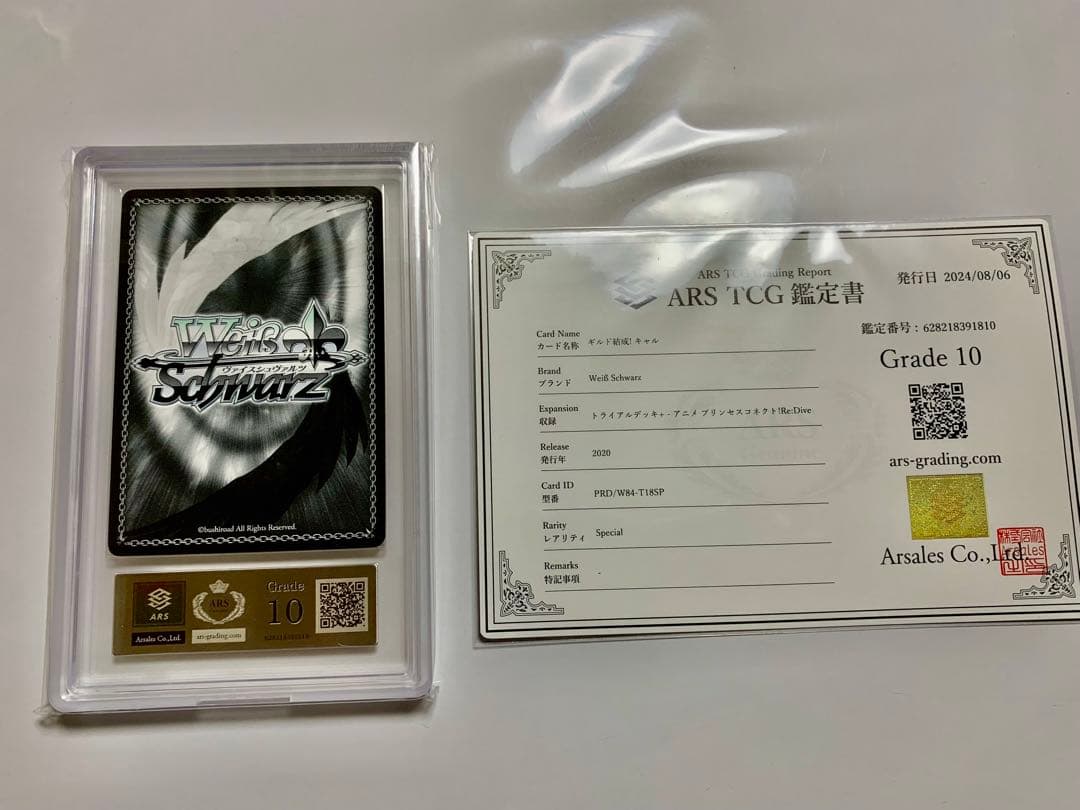 Weiß
ヴァイスシュヴァルツ
Schwarz
©bushiroad All Rights Reserved.
ARS
Arsales Co.,Ltd.
ARS
ars-grading.com
Grade
10
ARS TCG Grading Report
ARS TCG 鑑定書
発行日 2024/08/06
鑑定番号：628218391810
Grade 10
ars-grading.com
Arsales Co.,Ltd.
Card Name
カード名称 ギルド結成! キャル
Brand
ブランド Weiß Schwarz
Expansion
収録 トライアルデッキ+ - アニメ プリンセスコネクト!Re:Dive
Release
発行年 2020
Card ID
型番 PRD/W84-T18SP
Rarity
レアリティ Special
Remarks
特記事項 -